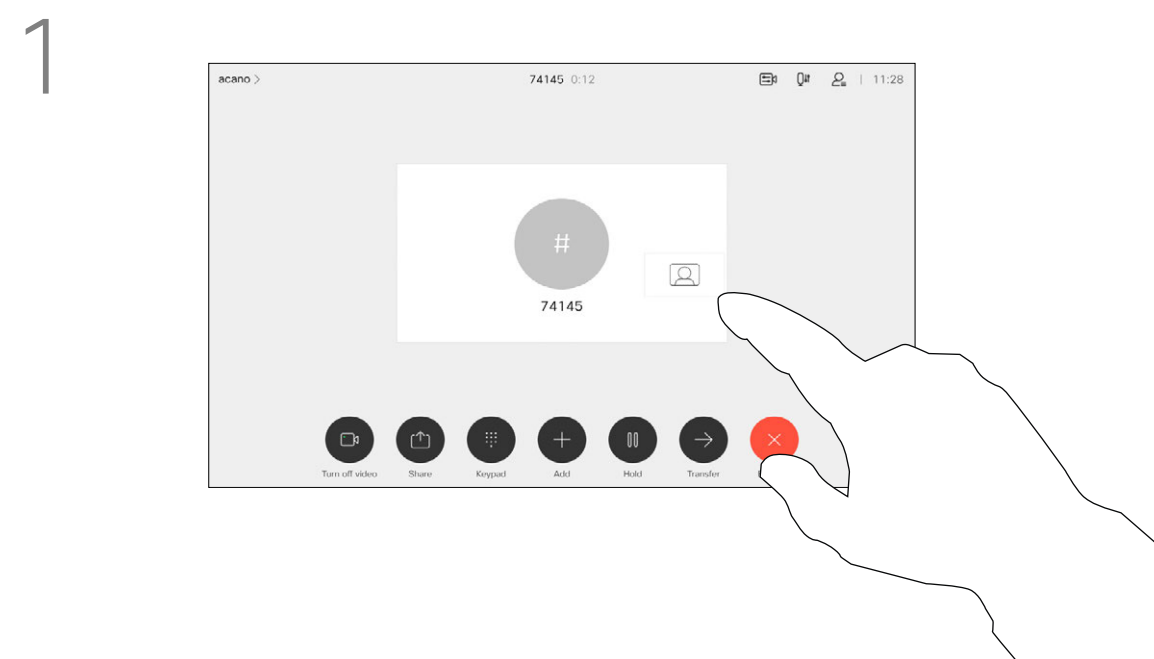 1
acano >
74145 0:12
11:28
#
74145
Turn off video
Share
Keypad
Add
Hold
Transfer